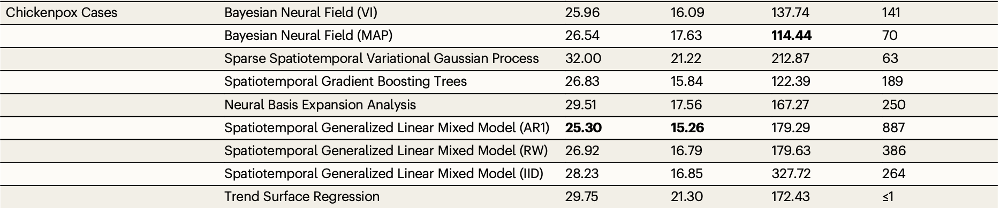 Chickenpox Cases Bayesian Neural Field (VI) 25.96 16.09 137.74 141
Bayesian Neural Field (MAP) 26.54 17.63 114.44 70
Sparse Spatiotemporal Variational Gaussian Process 32.00 21.22 212.87 63
Spatiotemporal Gradient Boosting Trees 26.83 15.84 122.39 189
Neural Basis Expansion Analysis 29.51 17.56 167.27 250
Spatiotemporal Generalized Linear Mixed Model (AR1) 25.30 15.26 179.29 887
Spatiotemporal Generalized Linear Mixed Model (RW) 26.92 16.79 179.63 386
Spatiotemporal Generalized Linear Mixed Model (IID) 28.23 16.85 327.72 264
Trend Surface Regression 29.75 21.30 172.43 ≤1